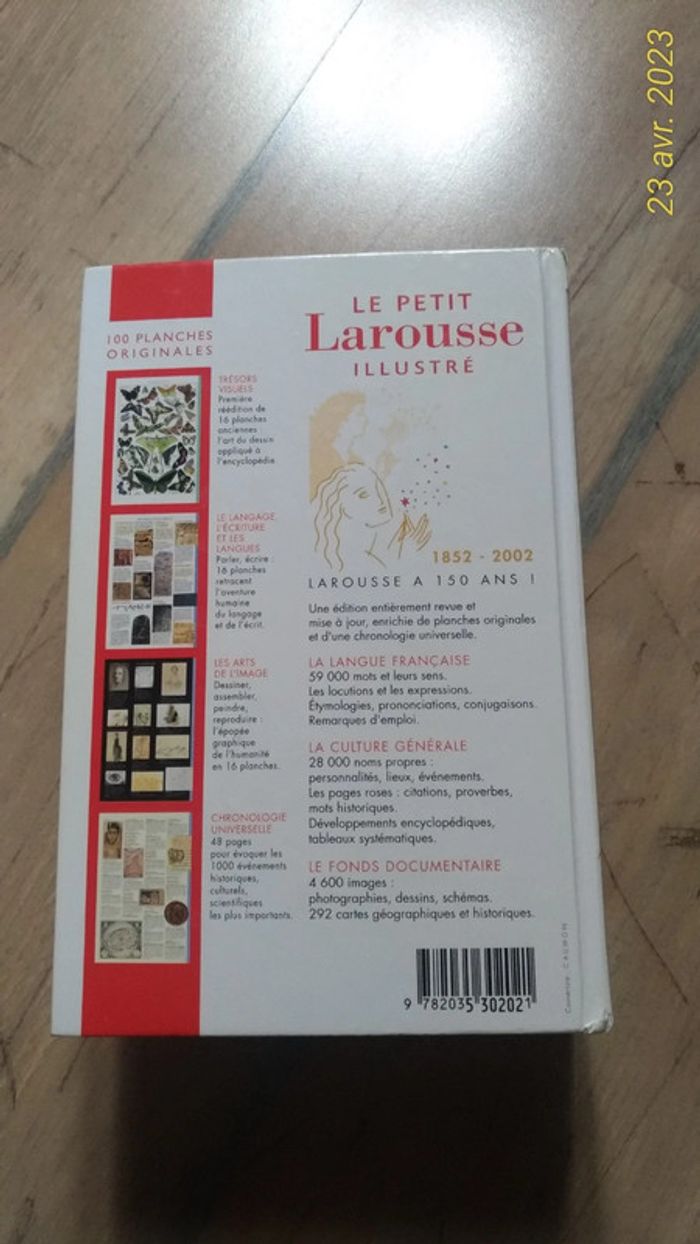 23 avr. 2023
100 PLANCHES
ORIGINALES
TRÉSORS
VISUELS
Première
réédition de
16 planches
anciennes
l'art du dessin
appliqué à
l'encyclopédie
LE LANGAGE,
L'ÉCRITURE
ET LES
LANGUES
Parler, écrire :
16 planches
retracent
l'aventure
humaine
du langage
et de l'écrit.
LES ARTS
DE L'IMAGE
Dessiner,
assembler,
peindre,
reproduire :
l'épopée
graphique
de l'humanité
en 16 planches.
CHRONOLOGIE
UNIVERSELLE
48 pages
pour évoquer les
1000 événements
historiques,
culturels,
scientifiques
les plus importants.
LE PETIT
Larousse
ILLUSTRÉ
1852 - 2002
LAROUSSE A 150 ANS !
Une édition entièrement revue et
mise à jour, enrichie de planches originales
et d'une chronologie universelle.
LA LANGUE FRANÇAISE
59 000 mots et leurs sens.
Les locutions et les expressions.
Étymologies, prononciations, conjugaisons.
Remarques d'emploi.
LA CULTURE GÉNÉRALE
28 000 noms propres :
personnalités, lieux, événements.
Les pages roses : citations, proverbes,
mots historiques.
Développements encyclopédiques,
tableaux systématiques.
LE FONDS DOCUMENTAIRE
4 600 images :
photographies, dessins, schémas.
292 cartes géographiques et historiques.
9 782035 302021